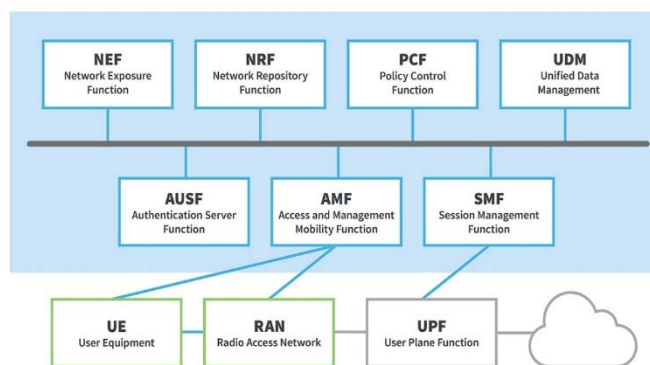 NEF
Network Exposure
Function
NRF
Network Repository
Function
PCF
Policy Control
Function
UDM
Unified Data
Management
AUSF
Authentication Server
Function
AMF
Access and Management
Mobility Function
SMF
Session Management
Function
UE
User Equipment
RAN
Radio Access Network
UPF
User Plane Function